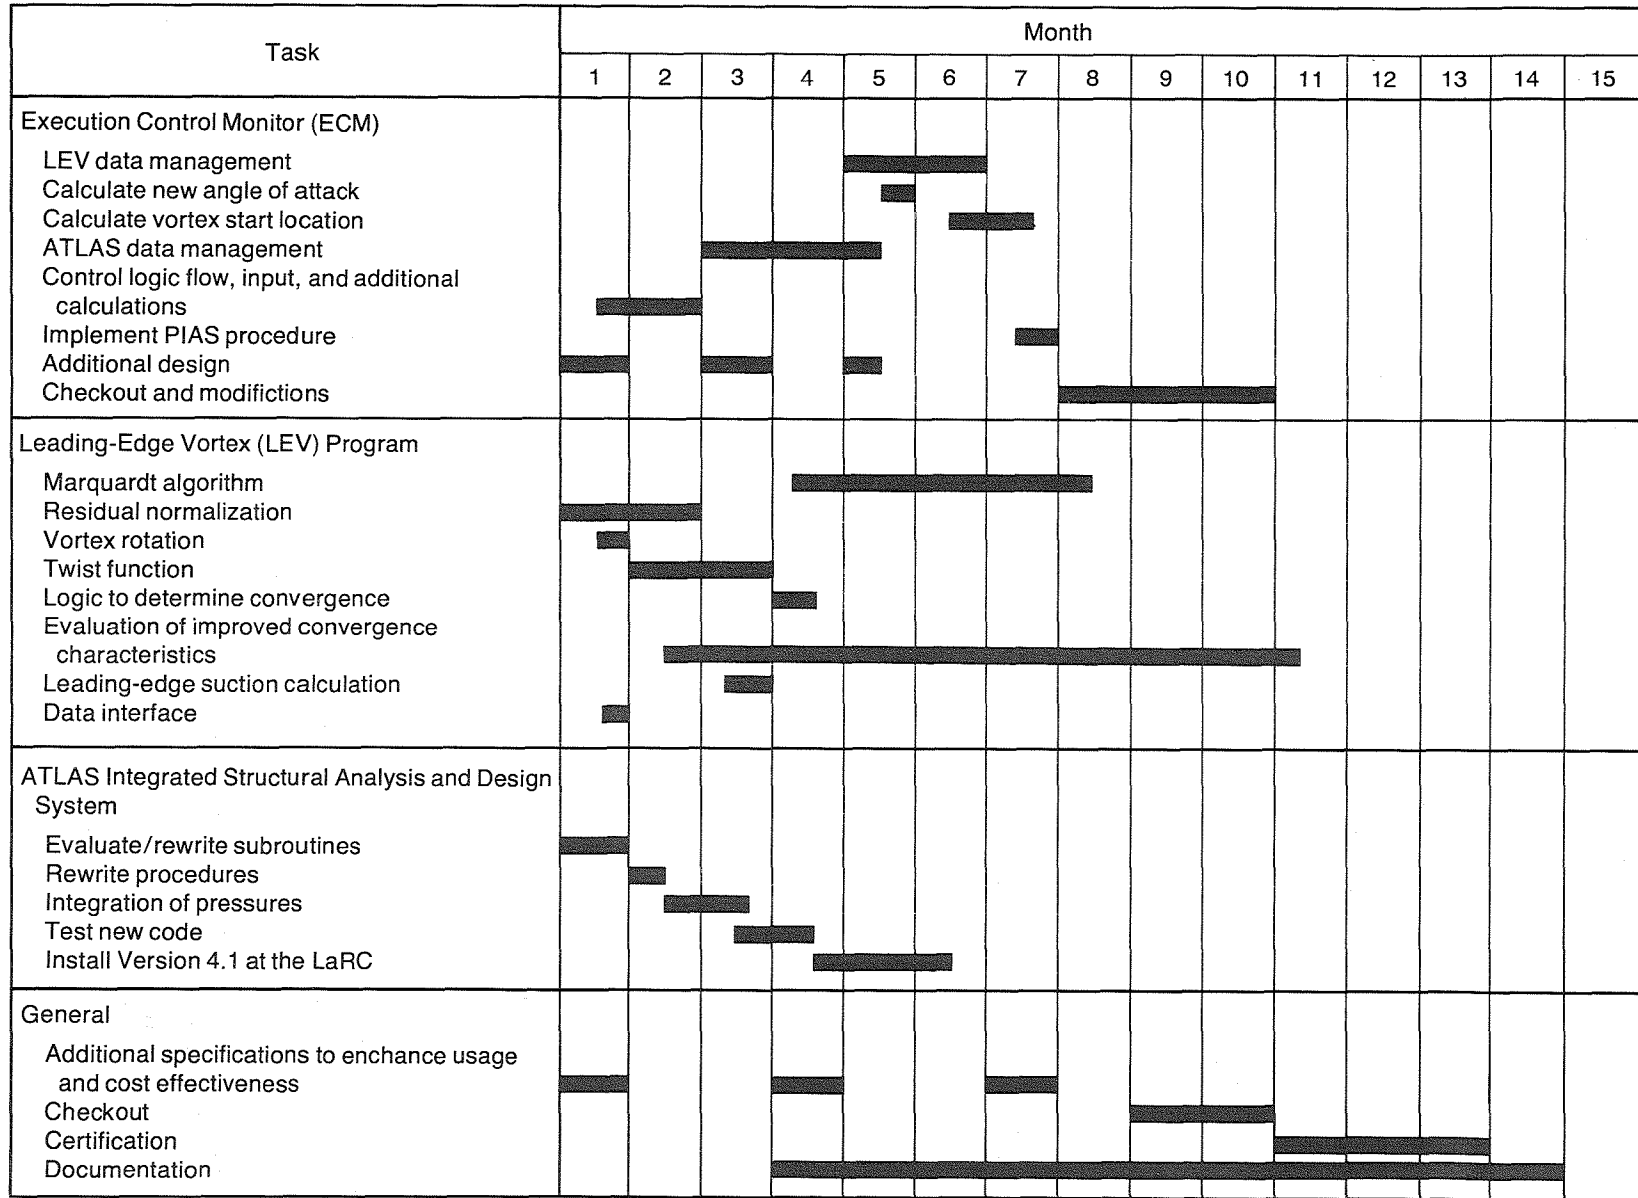 Task
Month
1 2 3 4 5 6 7 8 9 10 11 12 13 14 15
Execution Control Monitor (ECM)
LEV data management
Calculate new angle of attack
Calculate vortex start location
ATLAS data management
Control logic flow, input, and additional
calculations
Implement PIAS procedure
Additional design
Checkout and modifictions
Leading-Edge Vortex (LEV) Program
Marquardt algorithm
Residual normalization
Vortex rotation
Twist function
Logic to determine convergence
Evaluation of improved convergence
characteristics
Leading-edge suction calculation
Data interface
ATLAS Integrated Structural Analysis and Design
System
Evaluate/rewrite subroutines
Rewrite procedures
Integration of pressures
Test new code
Install Version 4.1 at the LaRC
General
Additional specifications to enchance usage
and cost effectiveness
Checkout
Certification
Documentation